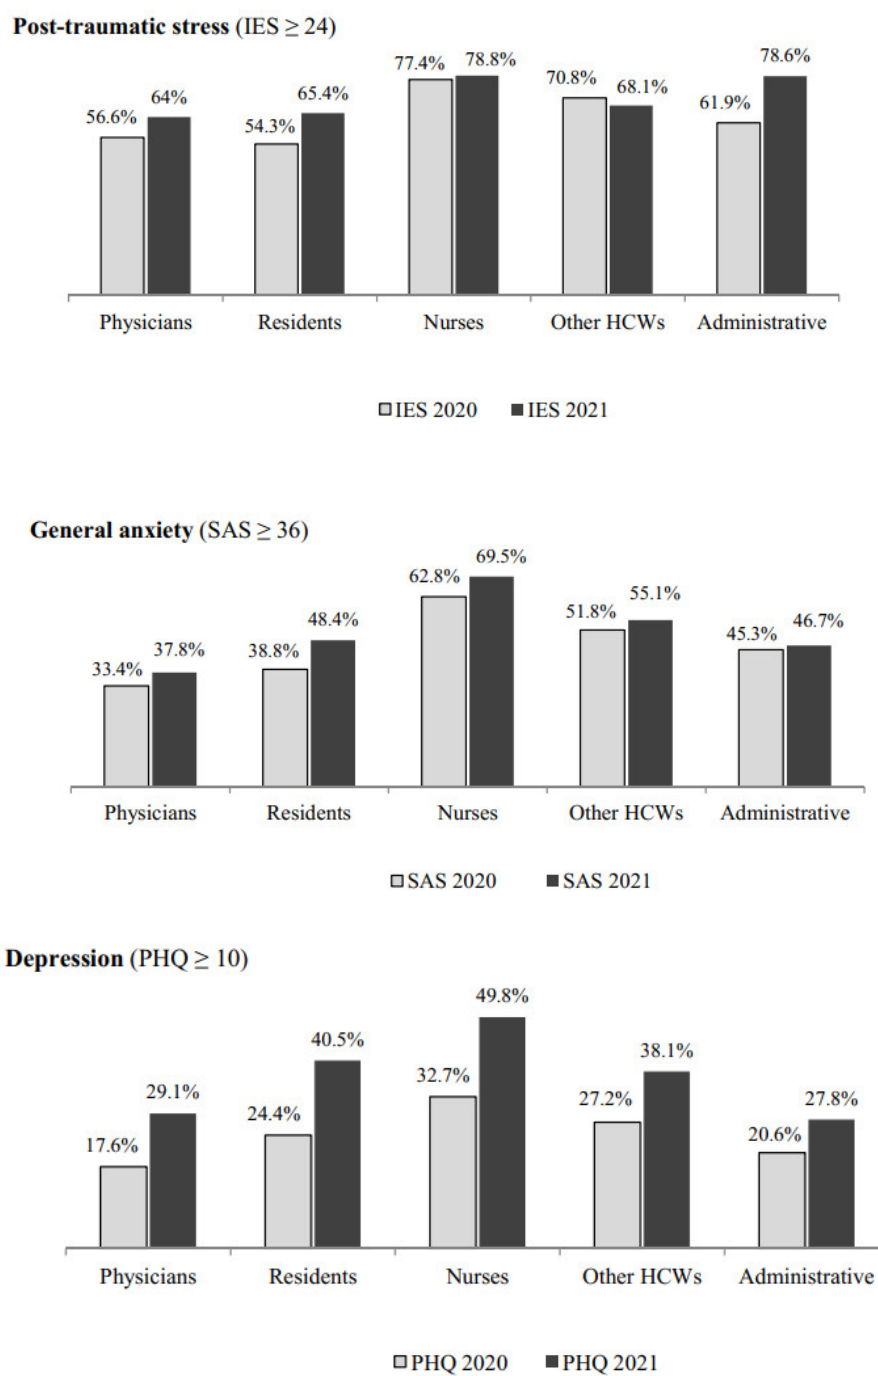 Post-traumatic stress (IES ≥ 24)
77.4% 78.8% 70.8% 68.1% 78.6%
56.6% 64% 54.3% 65.4% 61.9%
Physicians Residents Nurses Other HCWs Administrative
IES 2020 IES 2021
General anxiety (SAS ≥ 36)
62.8% 69.5%
33.4% 37.8% 38.8% 48.4% 51.8% 55.1% 45.3% 46.7%
Physicians Residents Nurses Other HCWs Administrative
SAS 2020 SAS 2021
Depression (PHQ ≥ 10)
49.8%
17.6% 29.1% 24.4% 40.5% 32.7% 27.2% 38.1% 20.6% 27.8%
Physicians Residents Nurses Other HCWs Administrative
PHQ 2020 PHQ 2021